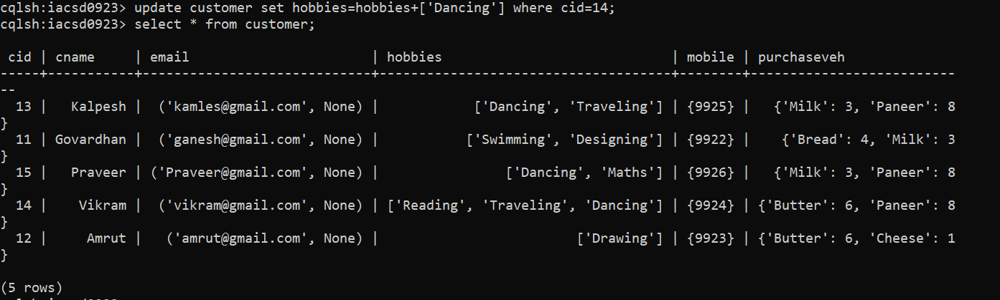 cqlsh:iacsd0923> update customer set hobbies=hobbies+['Dancing'] where cid=14;
cqlsh:iacsd0923> select * from customer;
 cid | cname     | email                       | hobbies                             | mobile | purchaseveh
-----+-----------+-----------------------------+-------------------------------------+--------+--------------------------
--
  13 |   Kalpesh |  ('kamles@gmail.com', None) |            ['Dancing', 'Traveling'] | {9925} |   {'Milk': 3, 'Paneer': 8
}
  11 | Govardhan |  ('ganesh@gmail.com', None) |           ['Swimming', 'Designing'] | {9922} |    {'Bread': 4, 'Milk': 3
}
  15 |   Praveer | ('Praveer@gmail.com', None) |                ['Dancing', 'Maths'] | {9926} |   {'Milk': 3, 'Paneer': 8
}
  14 |    Vikram |  ('vikram@gmail.com', None) | ['Reading', 'Traveling', 'Dancing'] | {9924} | {'Butter': 6, 'Paneer': 8
}
  12 |     Amrut |   ('amrut@gmail.com', None) |                         ['Drawing'] | {9923} | {'Butter': 6, 'Cheese': 1
}
(5 rows)